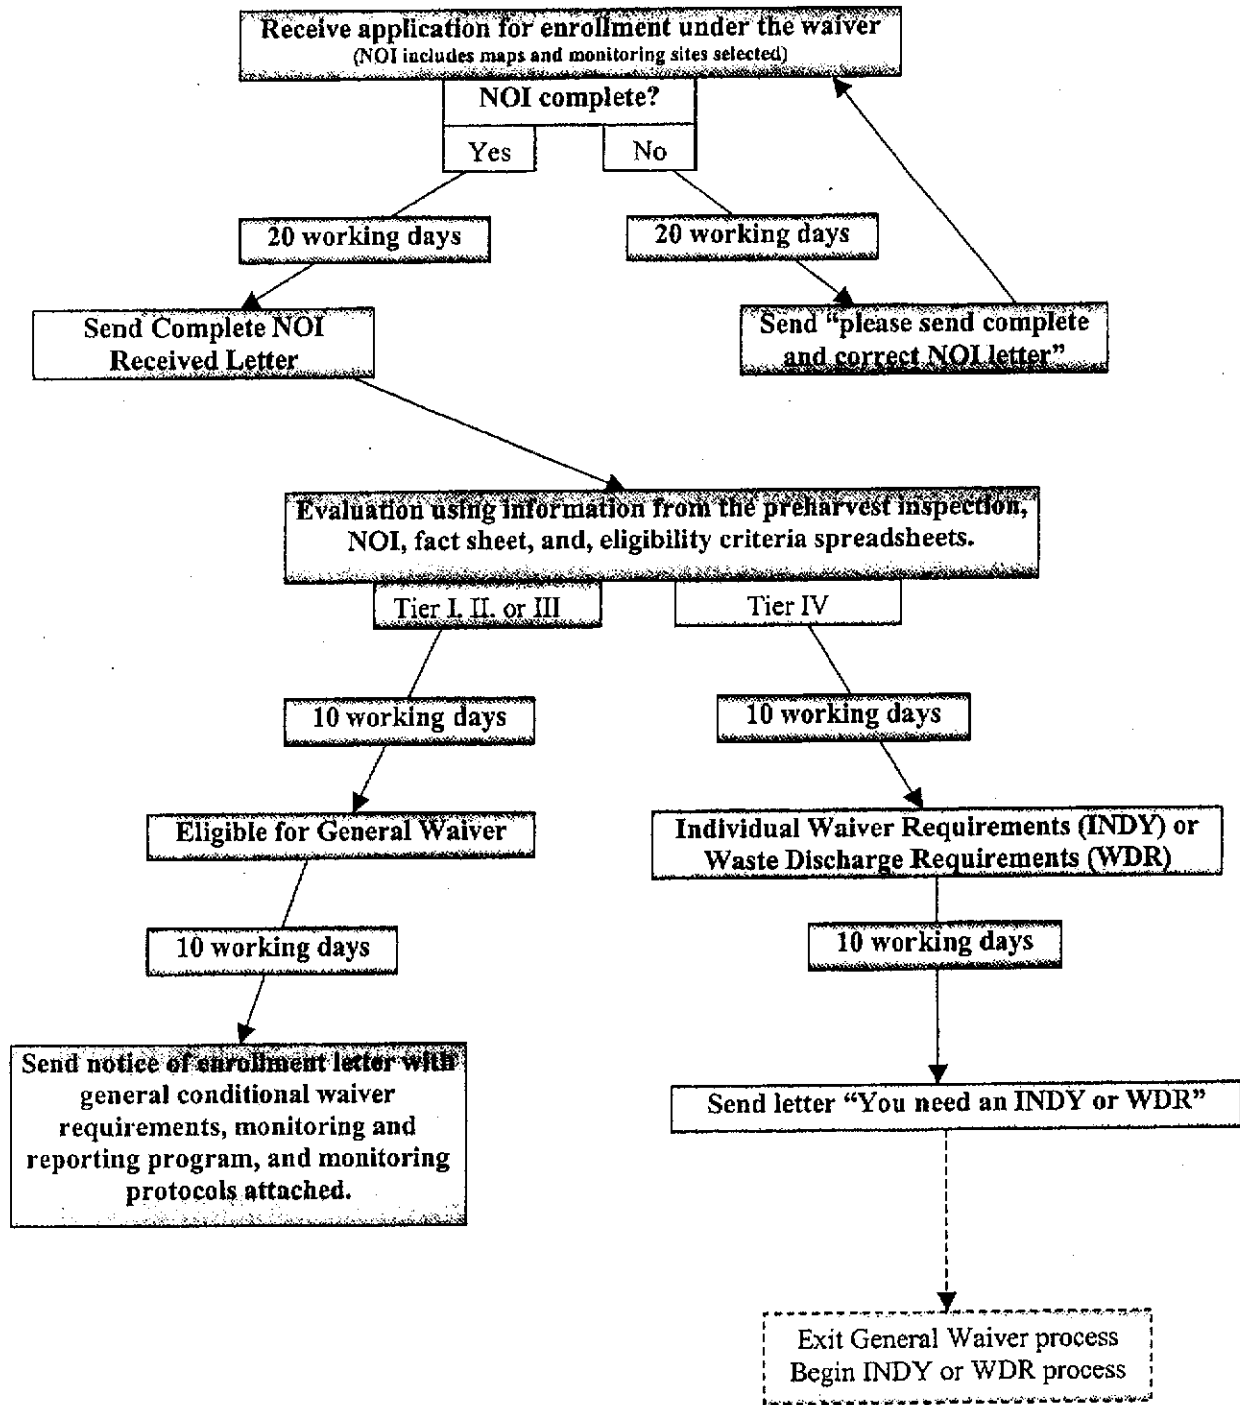 Receive application for enrollment under the waiver
(NOI includes maps and monitoring sites selected)
NOI complete?
Yes
No
20 working days
20 working days
Send Complete NOI
Received Letter
Send “please send complete
and correct NOI letter”
Evaluation using information from the preharvest inspection,
NOI, fact sheet, and, eligibility criteria spreadsheets.
Tier I. II. or III
Tier IV
10 working days
10 working days
Eligible for General Waiver
Individual Waiver Requirements (INDY) or
Waste Discharge Requirements (WDR)
10 working days
10 working days
Send notice of enrollment letter with
general conditional waiver
requirements, monitoring and
reporting program, and monitoring
protocols attached.
Send letter “You need an INDY or WDR”
Exit General Waiver process
Begin INDY or WDR process